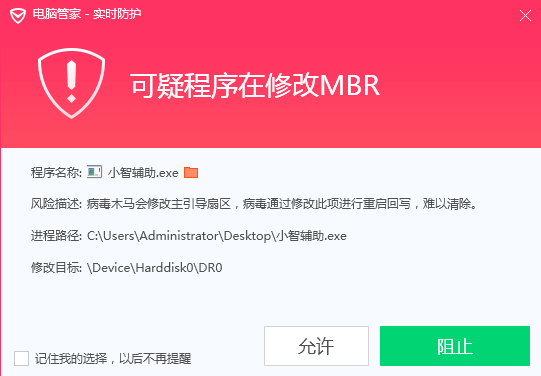 电脑管家 - 实时防护
可疑程序在修改MBR
程序名称: 小智辅助.exe
风险描述: 病毒木马会修改主引导扇区，病毒通过修改此项进行重启回写，难以清除。
进程路径: C:\Users\Administrator\Desktop\小智辅助.exe
修改目标: \Device\Harddisk0\DR0
允许
阻止
记住我的选择，以后不再提醒